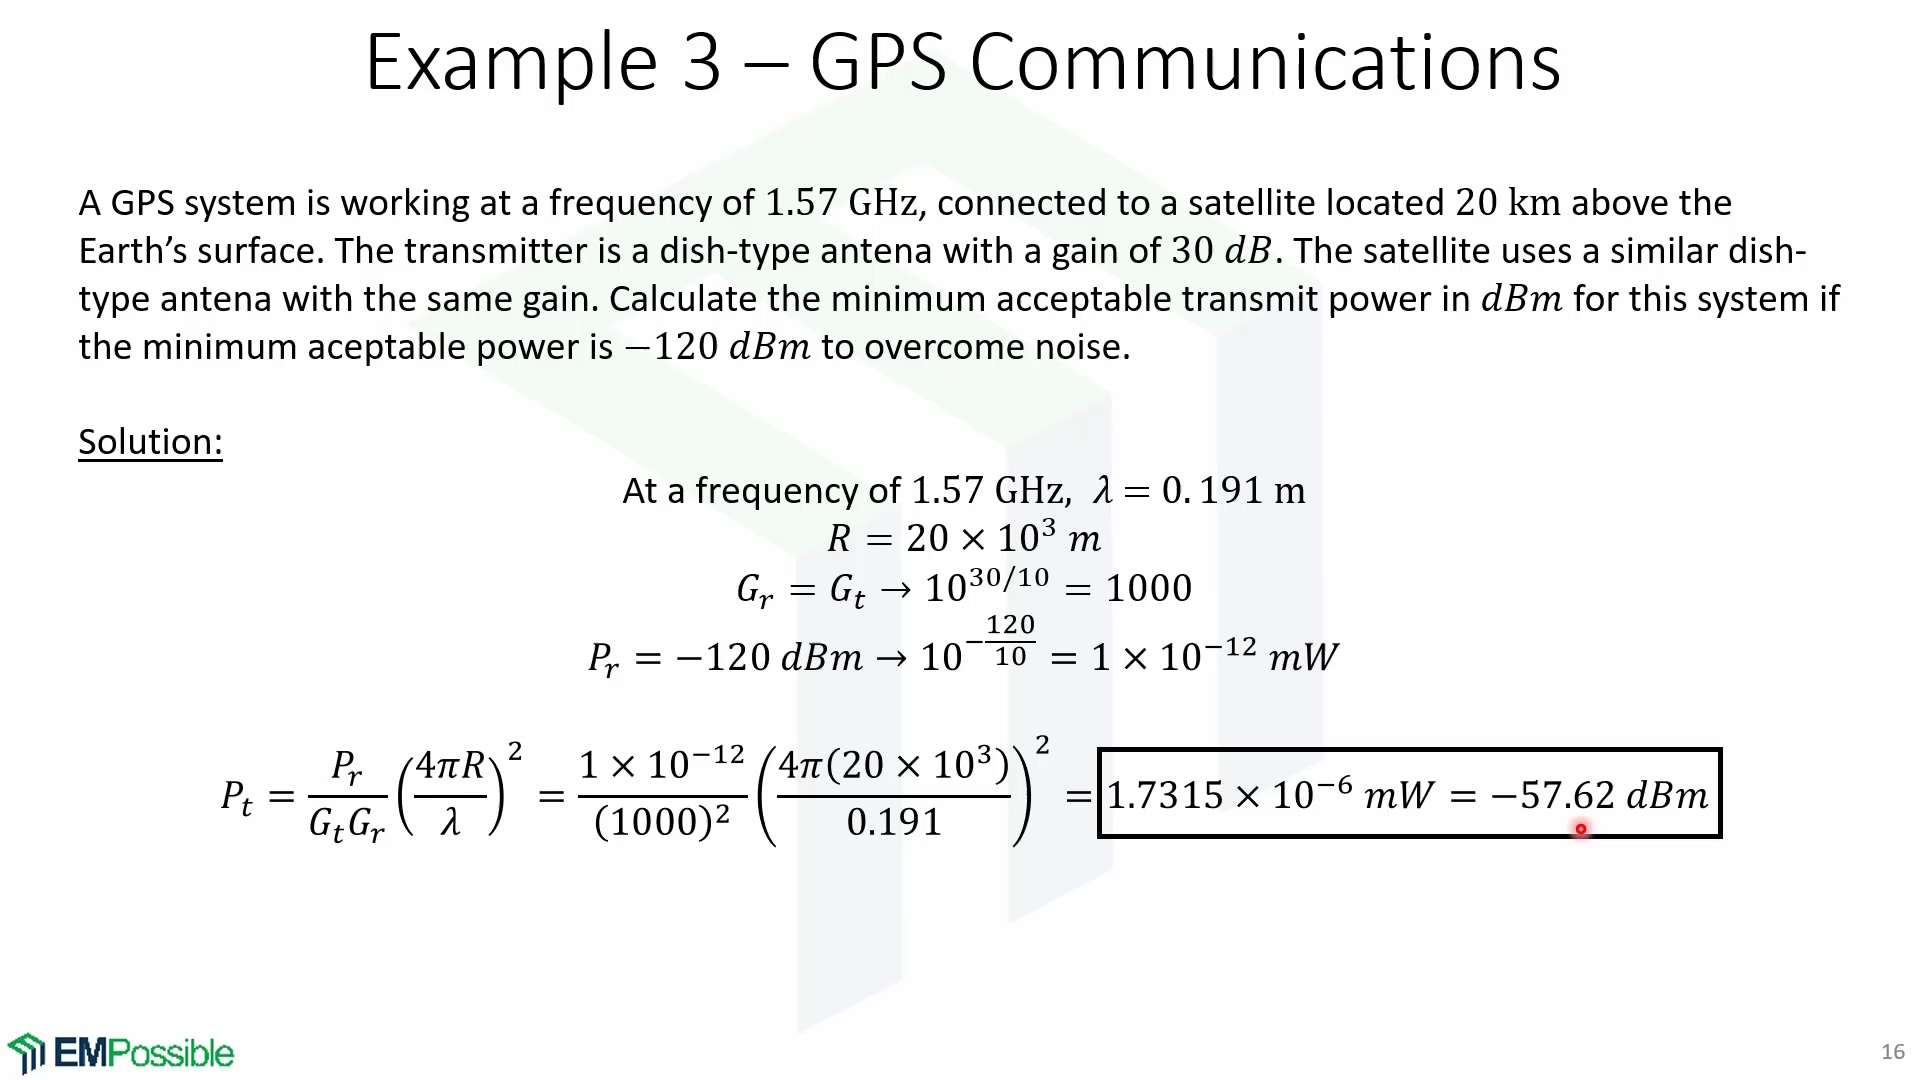 Example 3 – GPS Communications
A GPS system is working at a frequency of 1.57 GHz, connected to a satellite located 20 km above the
Earth’s surface. The transmitter is a dish-type antena with a gain of 30 dB. The satellite uses a similar dish-
type antena with the same gain. Calculate the minimum acceptable transmit power in dBm for this system if
the minimum aceptable power is −120 dBm to overcome noise.
Solution:
At a frequency of 1.57 GHz, λ = 0.191 m
R = 20 × 10³ m
G_r = G_t → 10^{30/10} = 1000
P_r = −120 dBm → 10^{−\frac{120}{10}} = 1 × 10^{−12} mW
P_t = \frac{P_r}{G_t G_r} (\frac{4πR}{λ})^2 = \frac{1 × 10^{−12}}{(1000)^2} (\frac{4π(20 × 10^3)}{0.191})^2 = 1.7315 × 10^{−6} mW = −57.62 dBm
EMPossible
16